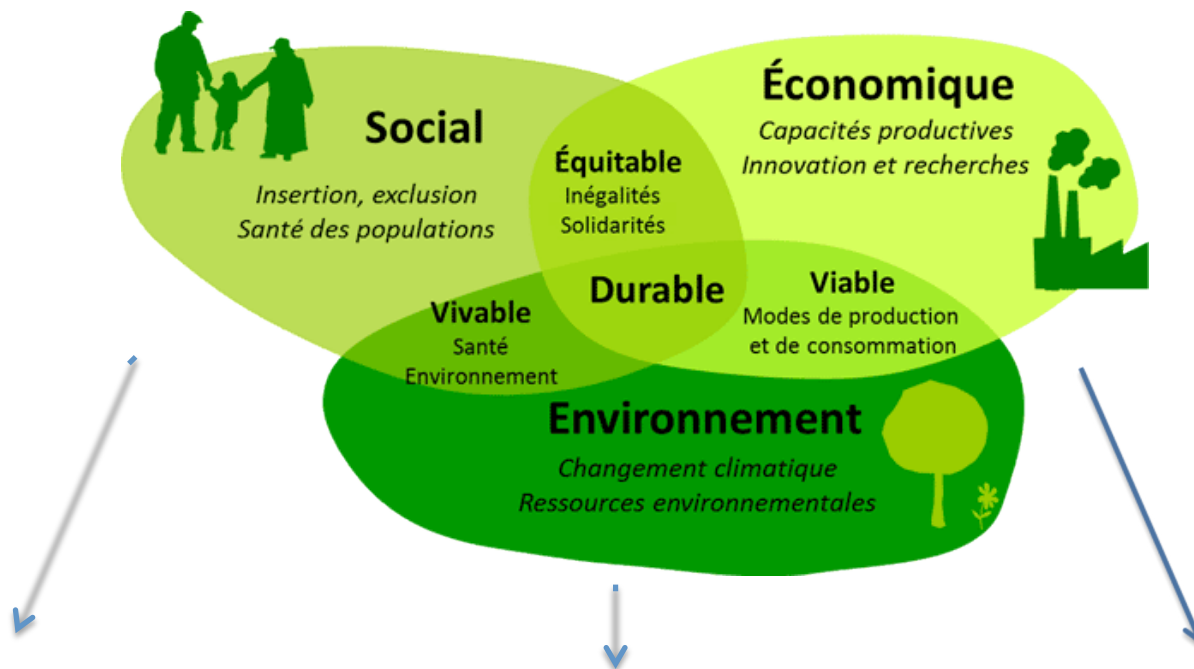 Social
Insertion, exclusion
Santé des populations
Économique
Capacités productives
Innovation et recherches
Équitable
Inégalités
Solidarités
Durable
Vivable
Santé
Environnement
Viable
Modes de production
et de consommation
Environnement
Changement climatique
Ressources environnementales